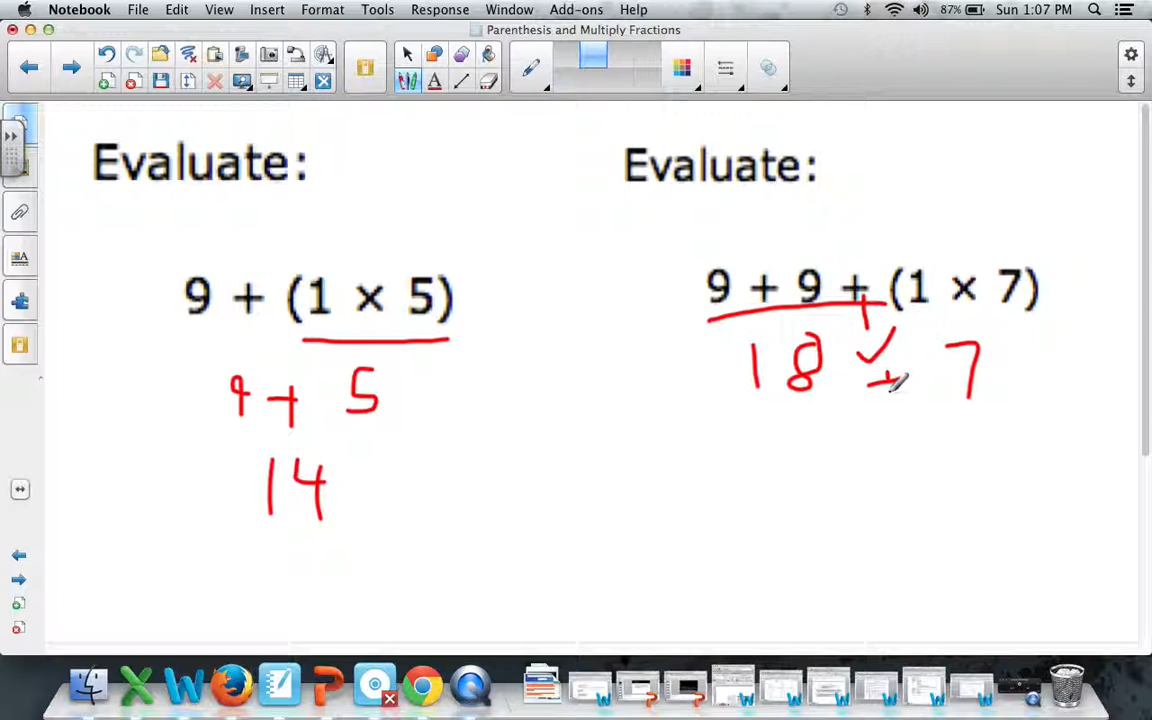 Notebook File Edit View Insert Format Tools Response Window Add-ons Help 87% Sun 1:07 PM
Parenthesis and Multiply Fractions
Evaluate:
9 + (1 × 5)
9 + 5
14
Evaluate:
9 + 9 + (1 × 7)
18 + 7